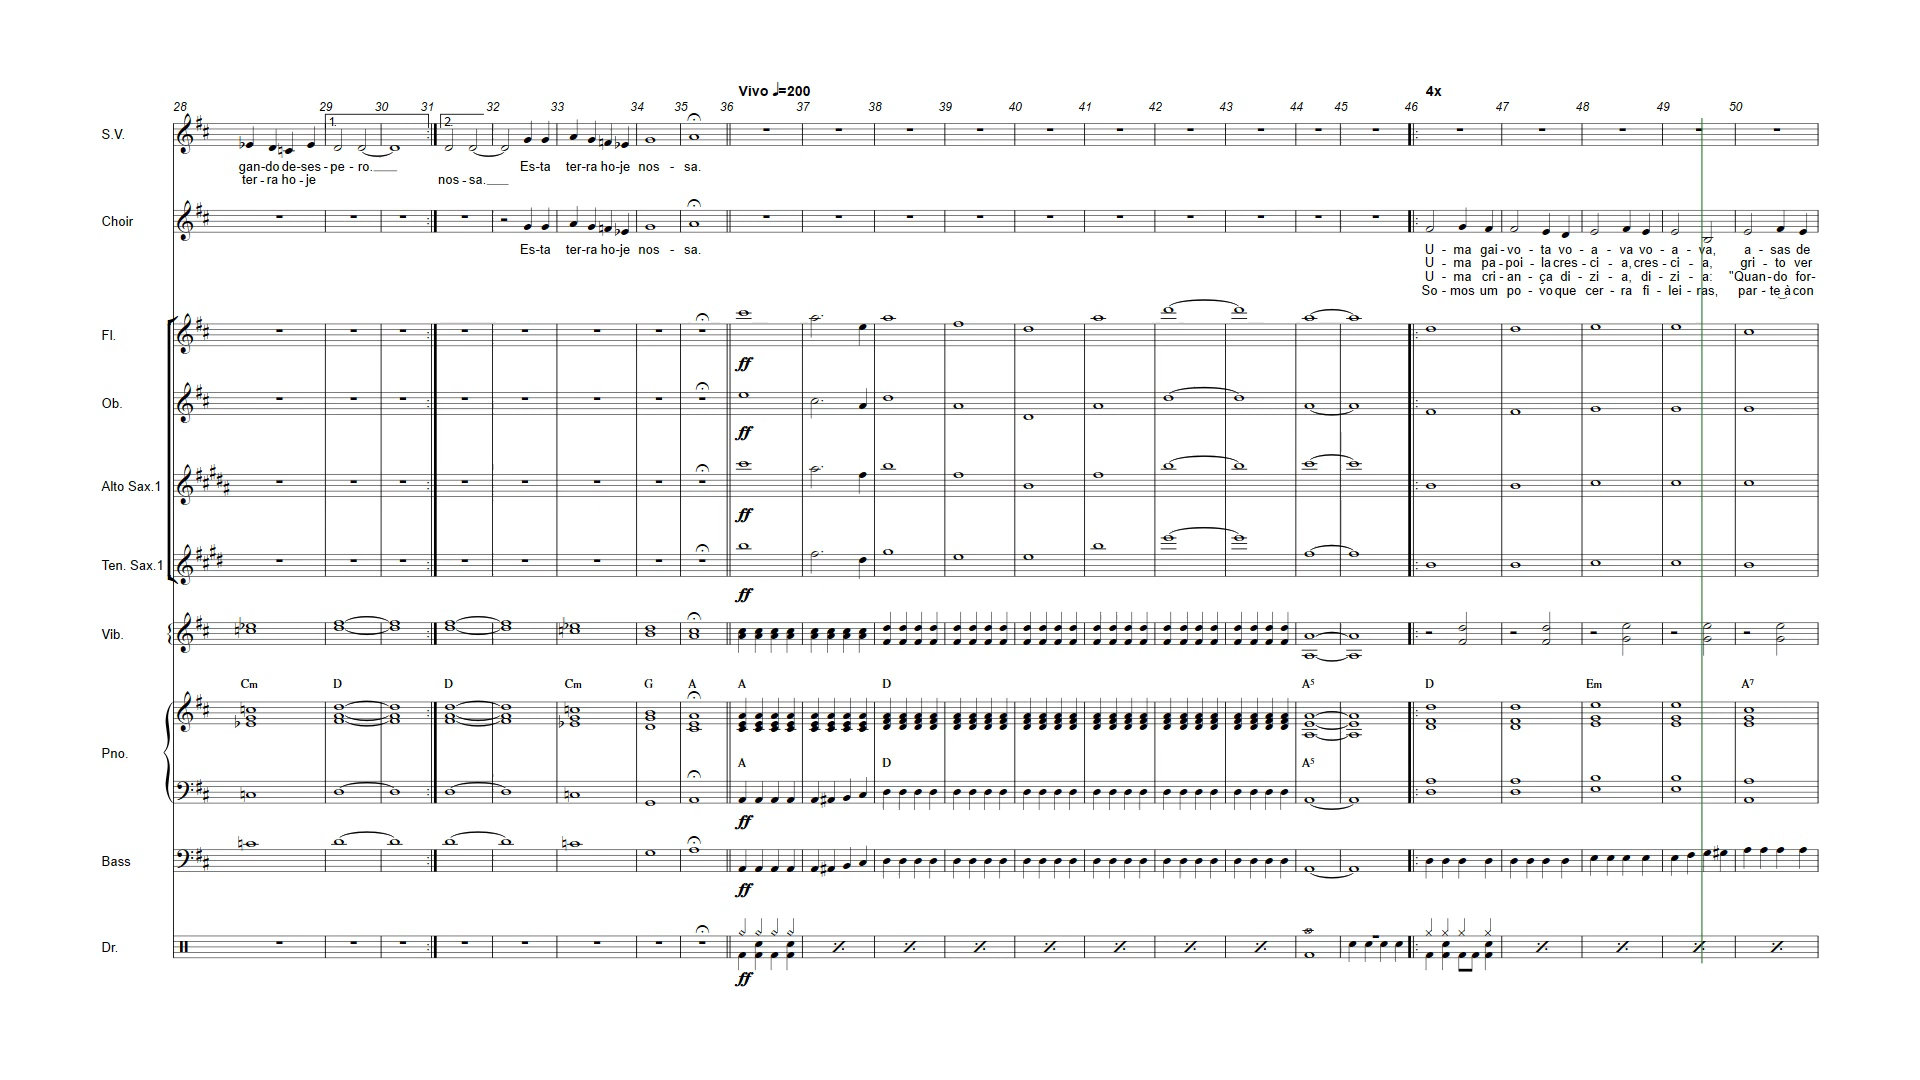 Vivo ♩=200
4x
28 29 30 31 32 33 34 35 36 37 38 39 40 41 42 43 44 45 46 47 48 49 50
S.V.
1. 2.
gan-do de-ses-pe-ro.___ Es-ta ter-ra ho-je nos - sa.
ter-ra ho-je nos-sa.___
Choir
Es-ta ter-ra ho-je nos - sa.
U - ma gai-vo-ta vo - a - va vo - a - va, a - sas de
U - ma pa-poi-la cres-ci - a, cres-ci - a, gri-to ver
U - ma cri-an-ça di-zi - a, di-zi - a: "Quan-do for-
So-mos um po-vo que cer-ra fi-lei-ras, par-te à con
Fl.
ff
Ob.
ff
Alto Sax.1
ff
Ten. Sax.1
ff
Vib.
Cm D D Cm G A A D A5 D Em A7
Pno.
A D A5
ff
Bass
ff
Dr.
ff